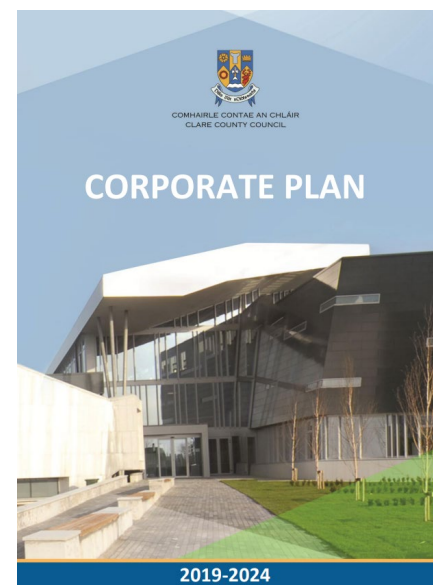 COMHAIRLE CONTAE AN CHLÁIR
CLARE COUNTY COUNCIL
CORPORATE PLAN
2019-2024